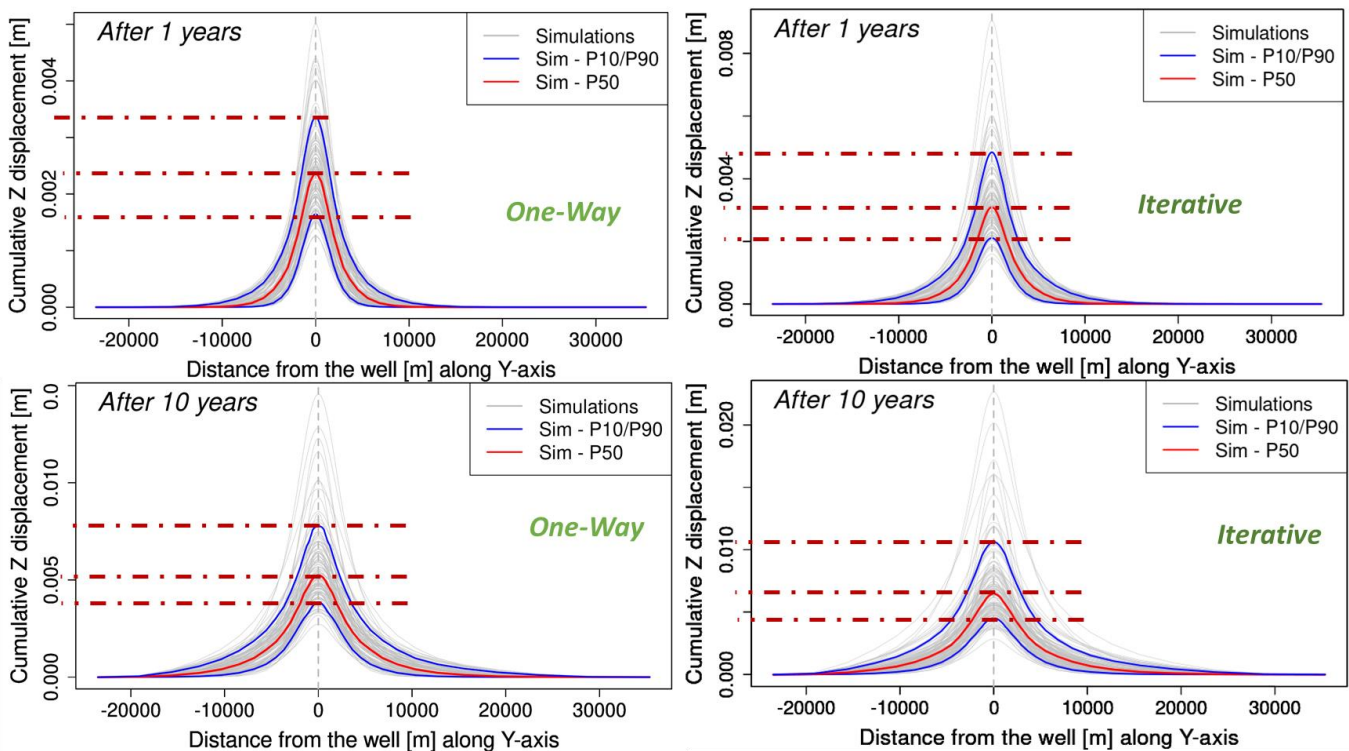 After 1 years
Simulations
Sim - P10/P90
Sim - P50
One-Way
Cumulative Z displacement [m]
0.004
0.002
0.000
-20000 -10000 0 10000 20000 30000
Distance from the well [m] along Y-axis
After 1 years
Simulations
Sim - P10/P90
Sim - P50
Iterative
Cumulative Z displacement [m]
0.008
0.004
0.000
-20000 -10000 0 10000 20000 30000
Distance from the well [m] along Y-axis
After 10 years
Simulations
Sim - P10/P90
Sim - P50
One-Way
Cumulative Z displacement [m]
0.0
0.010
0.005
0.000
-20000 -10000 0 10000 20000 30000
Distance from the well [m] along Y-axis
After 10 years
Simulations
Sim - P10/P90
Sim - P50
Iterative
Cumulative Z displacement [m]
0.020
0.010
0.000
-20000 -10000 0 10000 20000 30000
Distance from the well [m] along Y-axis